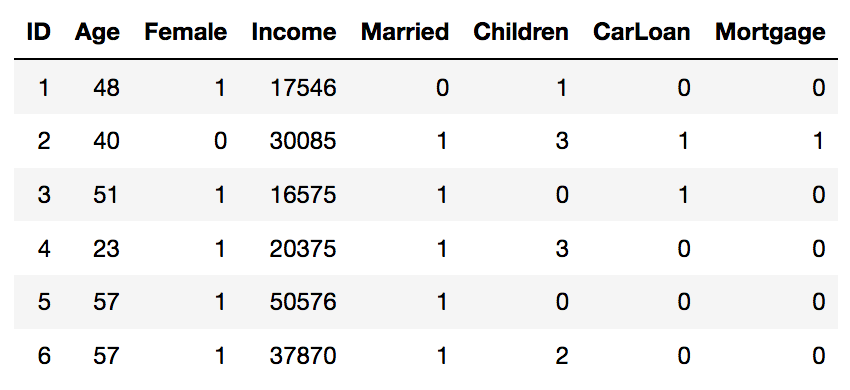 ID Age Female Income Married Children CarLoan Mortgage
1 48 1 17546 0 1 0 0
2 40 0 30085 1 3 1 1
3 51 1 16575 1 0 1 0
4 23 1 20375 1 3 0 0
5 57 1 50576 1 0 0 0
6 57 1 37870 1 2 0 0